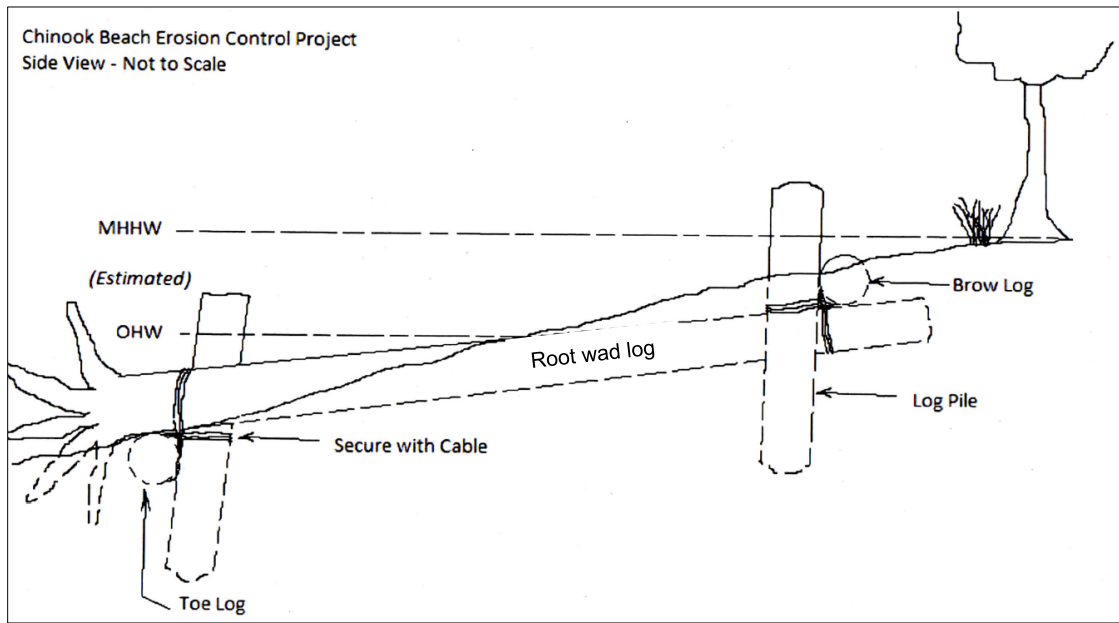 Chinook Beach Erosion Control Project
Side View - Not to Scale
MHHW
(Estimated)
OHW
Brow Log
Root wad log
Log Pile
Secure with Cable
Toe Log